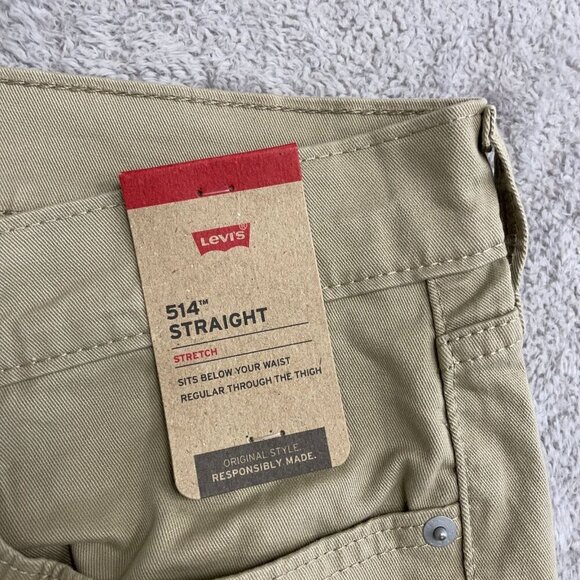 Levi's®
514™
STRAIGHT
STRETCH
SITS BELOW YOUR WAIST
REGULAR THROUGH THE THIGH
ORIGINAL STYLE
RESPONSIBLY MADE.